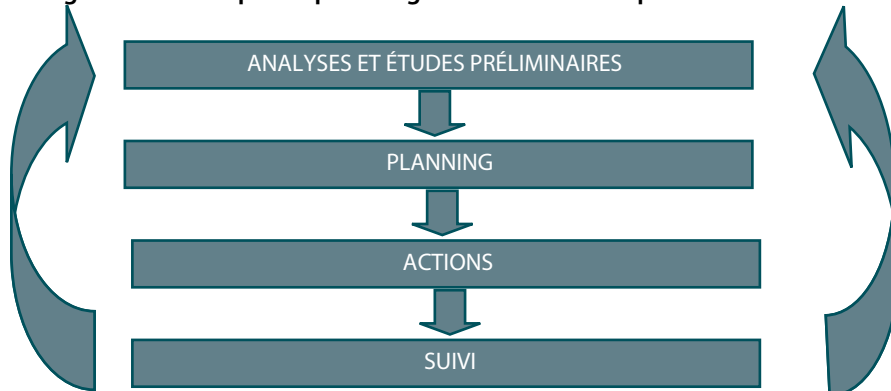 ANALYSES ET ÉTUDES PRÉLIMINAIRES
PLANNING
ACTIONS
SUIVI